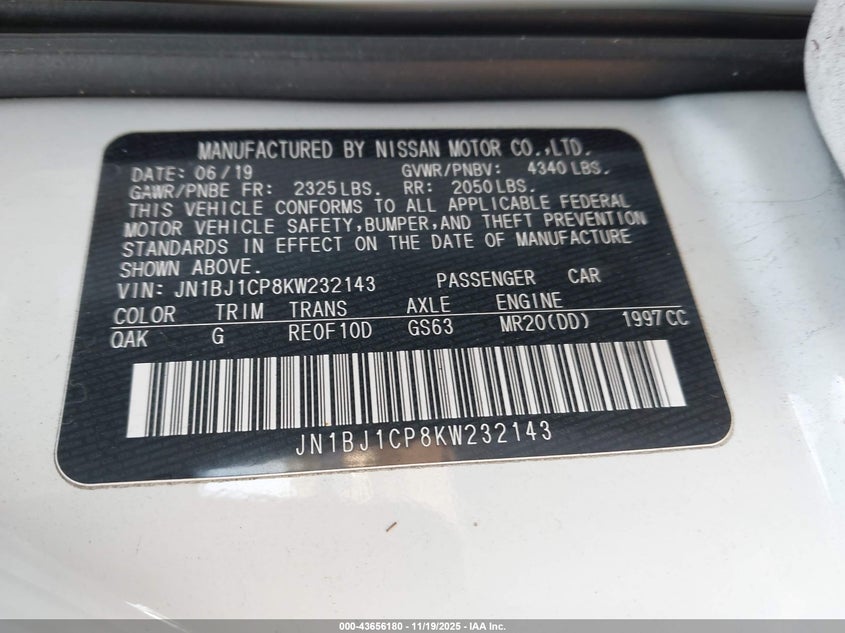 MANUFACTURED BY NISSAN MOTOR CO.,LTD.
DATE: 06/19 GVWR/PNBV: 4340 LBS.
GAWR/PNBE FR: 2325 LBS. RR: 2050 LBS.
THIS VEHICLE CONFORMS TO ALL APPLICABLE FEDERAL
MOTOR VEHICLE SAFETY,BUMPER,AND THEFT PREVENTION
STANDARDS IN EFFECT ON THE DATE OF MANUFACTURE
SHOWN ABOVE.
VIN: JN1BJ1CP8KW232143 PASSENGER CAR
COLOR TRIM TRANS AXLE ENGINE
QAK G RE0F10D GS63 MR20(DD) 1997CC
JN1BJ1CP8KW232143
000-43656180 - 11/19/2025 - IAA Inc.